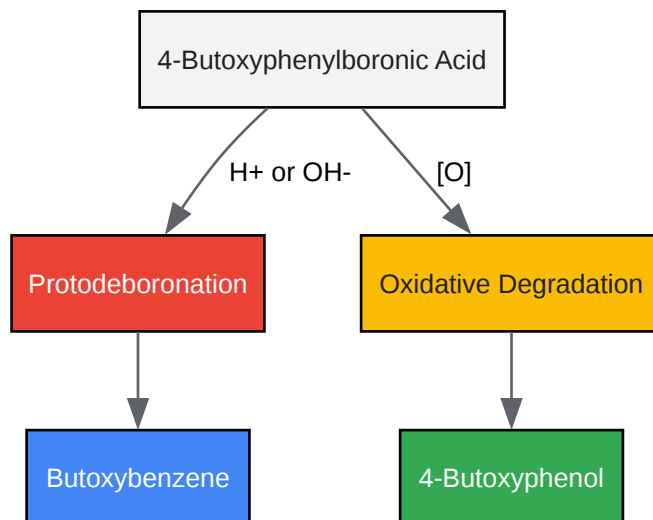 4-Butoxyphenylboronic Acid
H+ or OH-
[O]
Protodeboronation
Oxidative Degradation
Butoxybenzene
4-Butoxyphenol